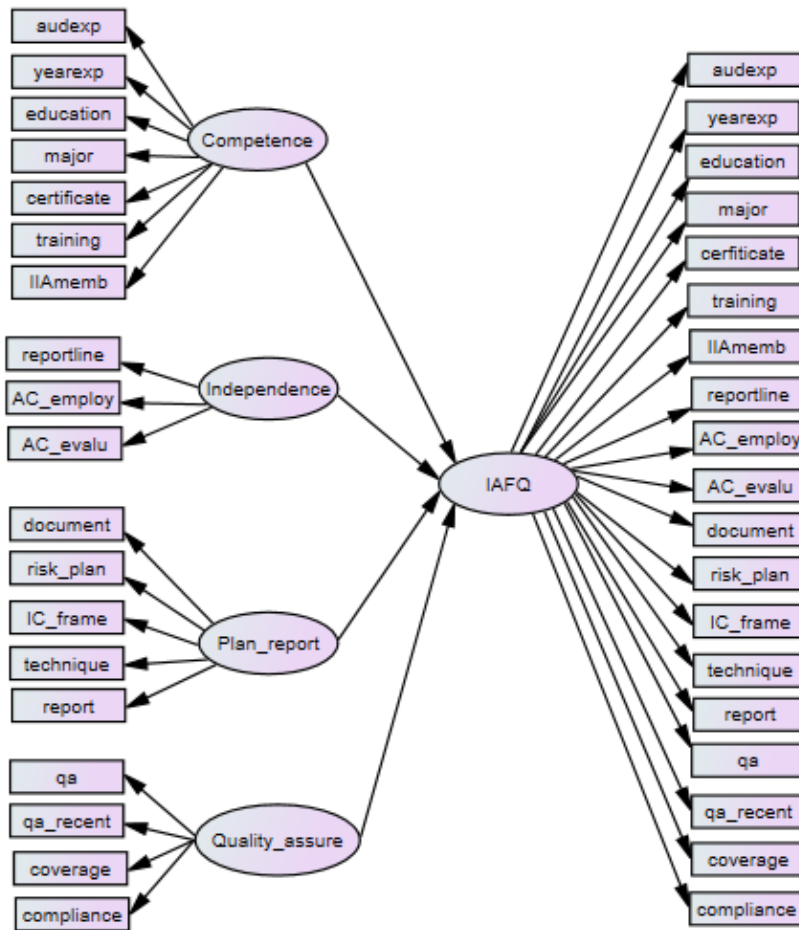 audexp
yearexp
education
major
certificate
training
IIAmemb
Competence
reportline
AC_employ
AC_evalu
Independence
document
risk_plan
IC_frame
technique
report
Plan_report
qa
qa_recent
coverage
compliance
Quality_assure
IAFQ
audexp
yearexp
education
major
cerfiticate
training
IIAmemb
reportline
AC_employ
AC_evalu
document
risk_plan
IC_frame
technique
report
qa
qa_recent
coverage
compliance